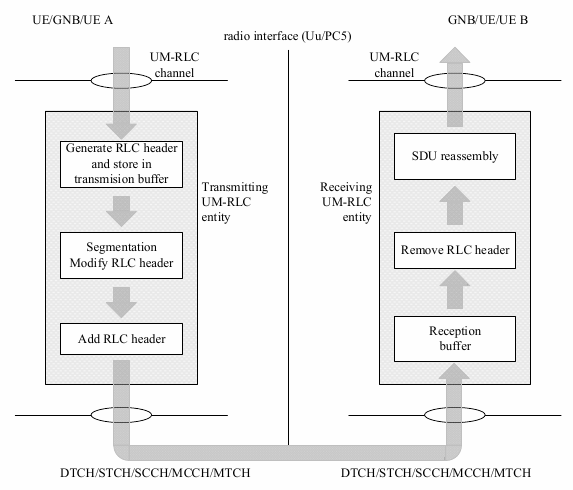 UE/GNB/UE A
GNB/UE/UE B
radio interface (Uu/PC5)
UM-RLC
channel
UM-RLC
channel
Generate RLC header
and store in
transmision buffer
Transmitting
UM-RLC
entity
Segmentation
Modify RLC header
Add RLC header
Receiving
UM-RLC
entity
SDU reassembly
Remove RLC header
Reception
buffer
DTCH/STCH/SCCH/MCCH/MTCH
DTCH/STCH/SCCH/MCCH/MTCH